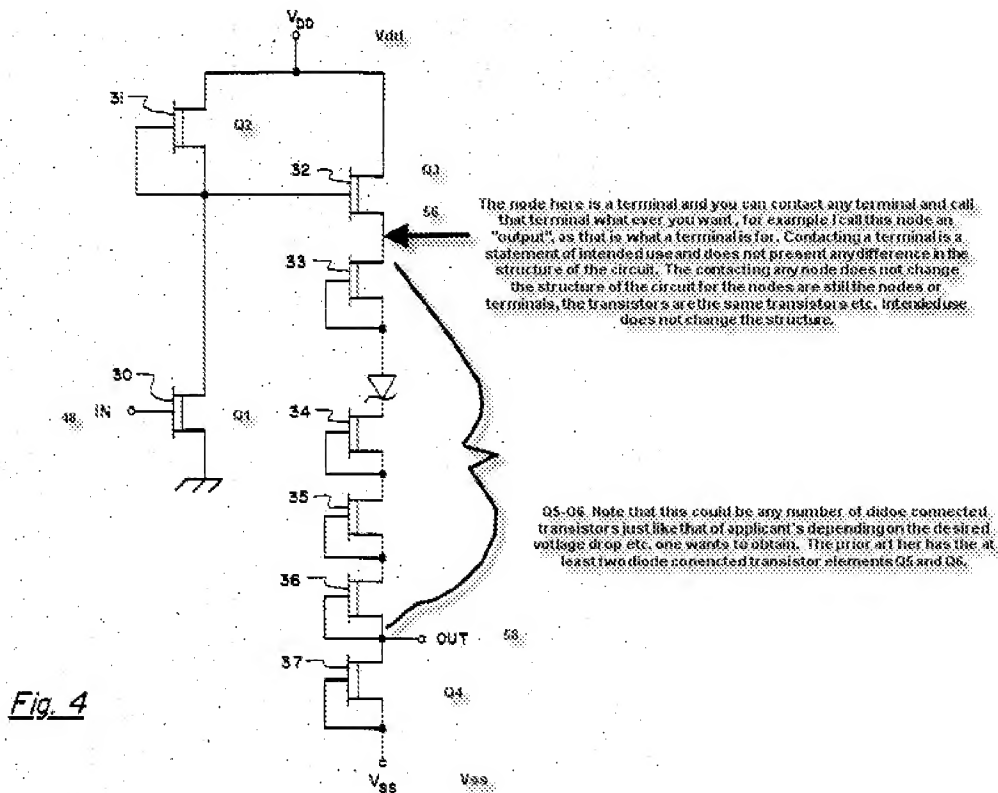 VDD
Vdd
31
Q2
32
Q3
56
The node here is a terminal and you can contact any terminal and call
that terminal what ever you want, for example I call this node an
"output", as that is what a terminal is for. Contacting a terminal is a
statement of intended use and does not present any difference in the
structure of the circuit. The contacting any node does not change
the structure of the circuit for the nodes are still the nodes or
terminals, the transistors are the same transistors etc. Intended use
does not change the structure.
33
30
48
IN
Q1
34
35
Q5-Q6. Note that this could be any number of didoe connected
transistors just like that of applicant's depending on the desired
voltage drop etc. one wants to obtain. The prior art her has the at
least two diode conencted transistor elements Q5 and Q6.
36
OUT
58
37
Q4
Fig. 4
VSS
Vss